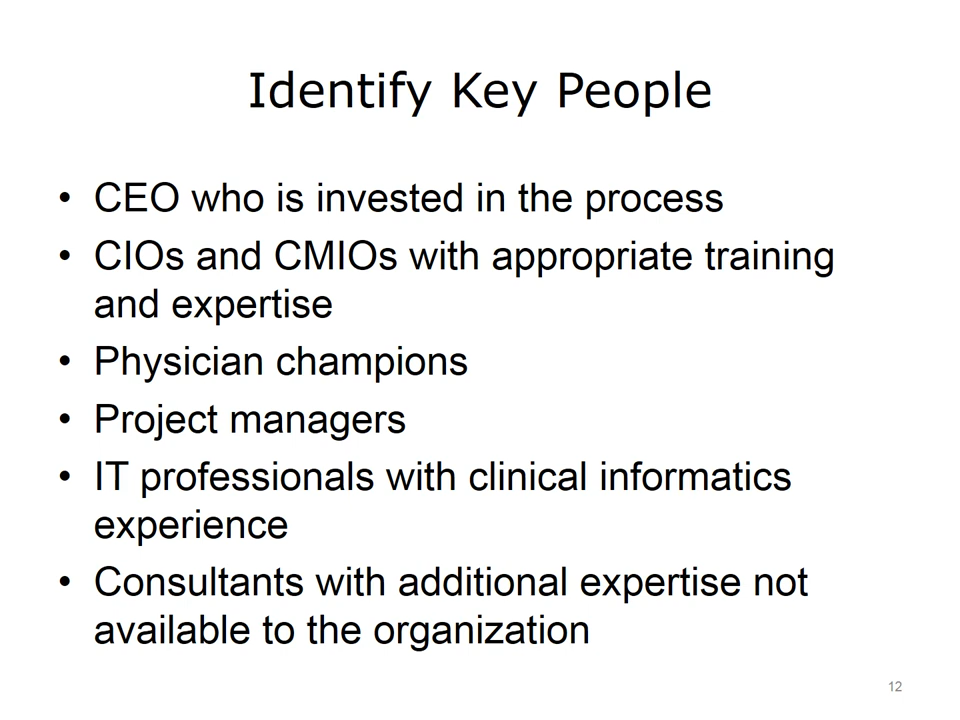 Identify Key People
• CEO who is invested in the process
• CIOs and CMIOs with appropriate training
and expertise
• Physician champions
• Project managers
• IT professionals with clinical informatics
experience
• Consultants with additional expertise not
available to the organization
12